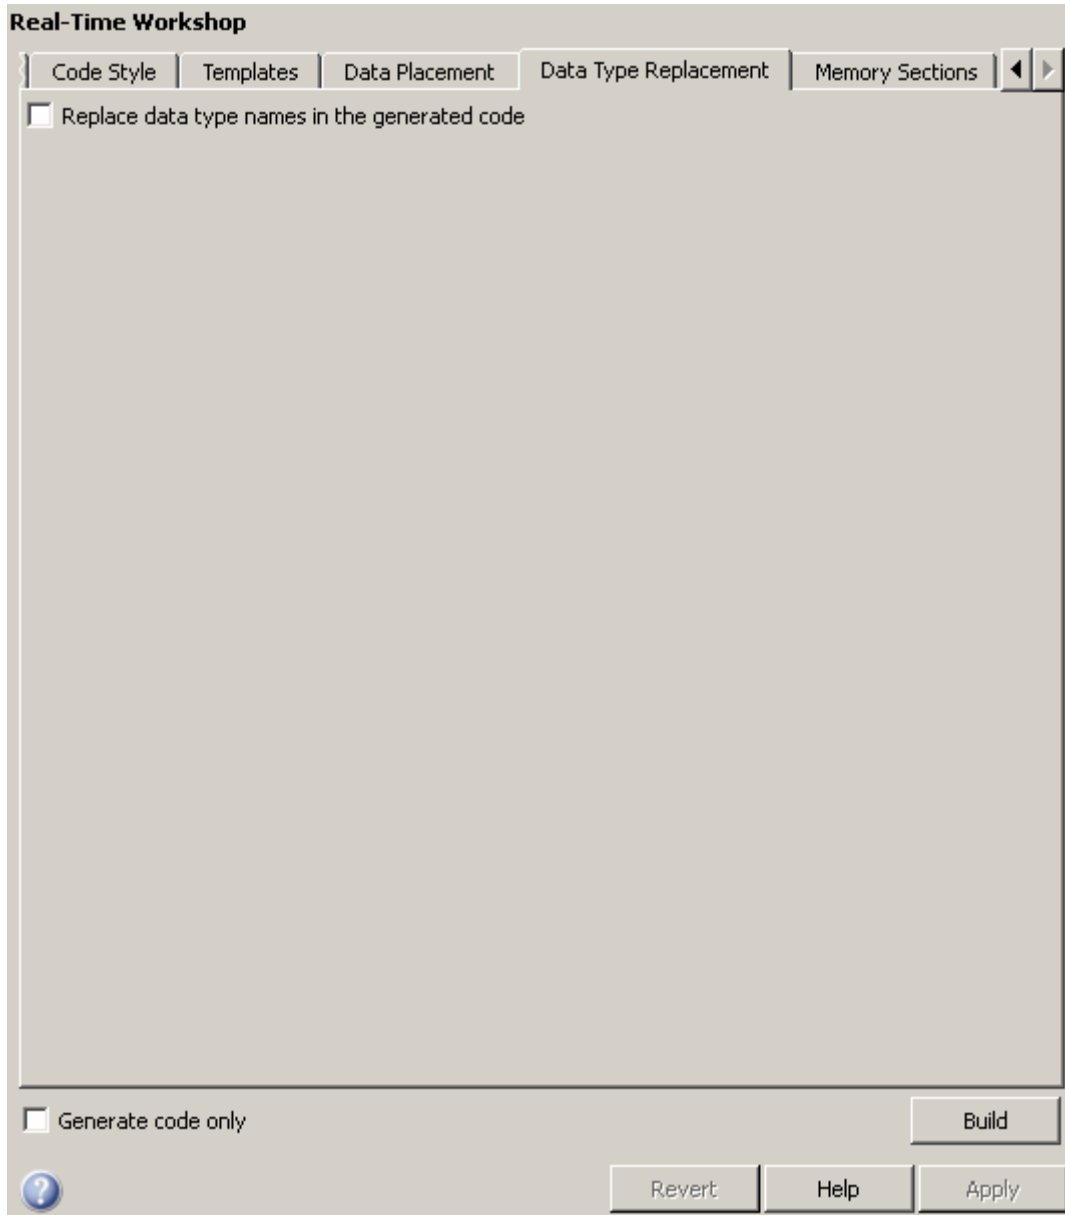 Real-Time Workshop
Code Style Templates Data Placement Data Type Replacement Memory Sections
Replace data type names in the generated code
Generate code only Build
? Revert Help Apply